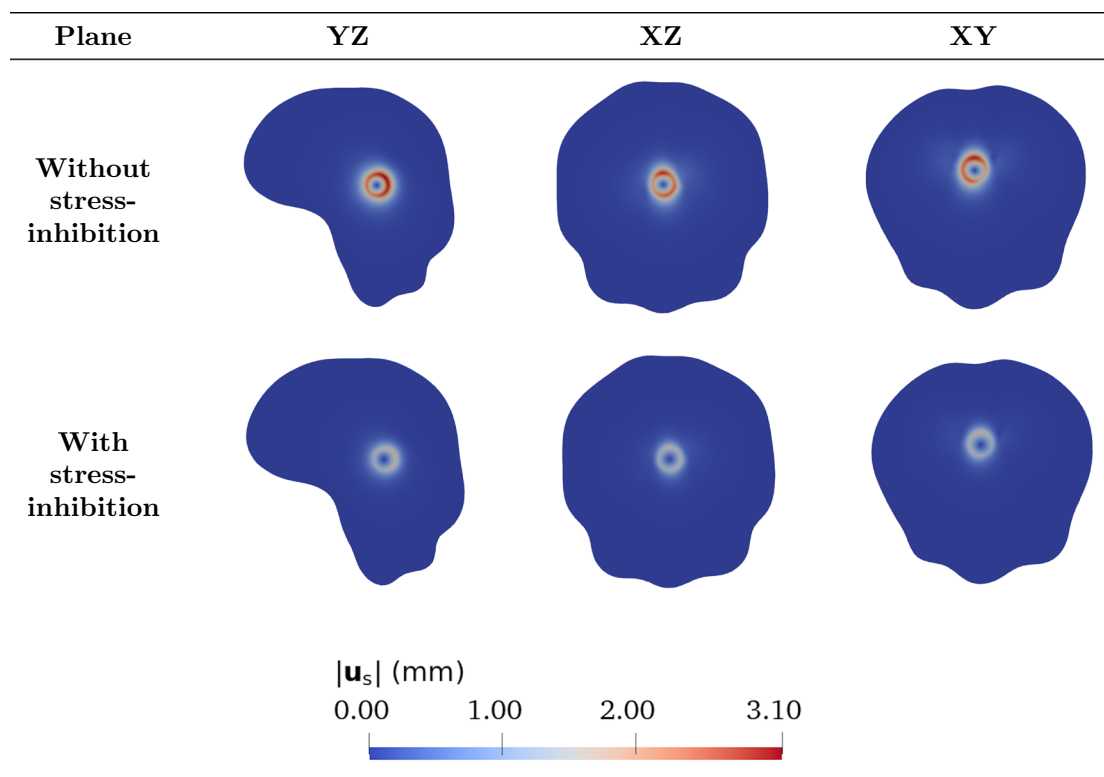 Plane YZ XZ XY
Without
stress-
inhibition
With
stress-
inhibition
|u_s| (mm)
0.00 1.00 2.00 3.10